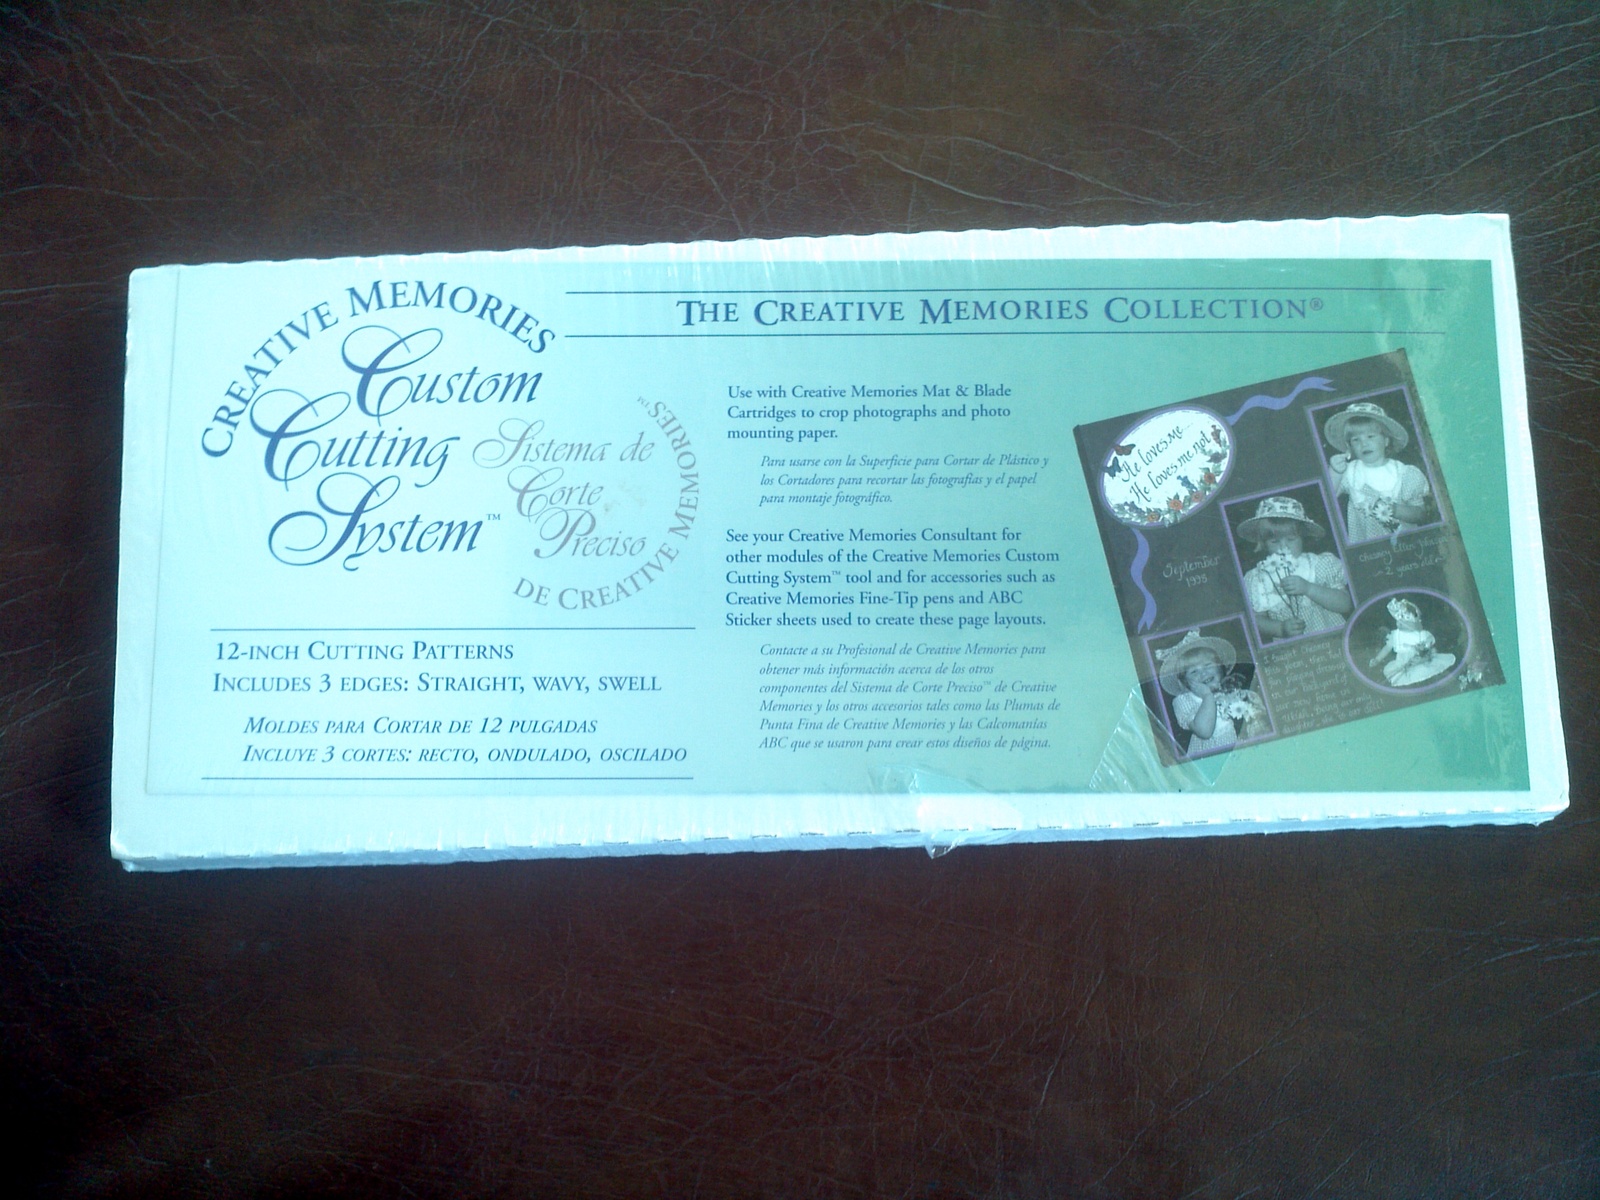 CREATIVE MEMORIES
Custom
Cutting
System™
Sistema de
Corte
Preciso
DE CREATIVE MEMORIES™
12-INCH CUTTING PATTERNS
INCLUDES 3 EDGES: STRAIGHT, WAVY, SWELL
MOLDES PARA CORTAR DE 12 PULGADAS
INCLUYE 3 CORTES: RECTO, ONDULADO, OSCILADO
THE CREATIVE MEMORIES COLLECTION®
Use with Creative Memories Mat & Blade
Cartridges to crop photographs and photo
mounting paper.
Para usarse con la Superficie para Cortar de Plástico y
los Cortadores para recortar las fotografías y el papel
para montaje fotográfico.
See your Creative Memories Consultant for
other modules of the Creative Memories Custom
Cutting System™ tool and for accessories such as
Creative Memories Fine-Tip pens and ABC
Sticker sheets used to create these page layouts.
Contacte a su Profesional de Creative Memories para
obtener más información acerca de los otros
componentes del Sistema de Corte Preciso™ de Creative
Memories y los otros accesorios tales como las Plumas de
Punta Fina de Creative Memories y las Calcomanías
ABC que se usaron para crear estos diseños de página.
He loves me...
He loves me not
September
1995
2 years old